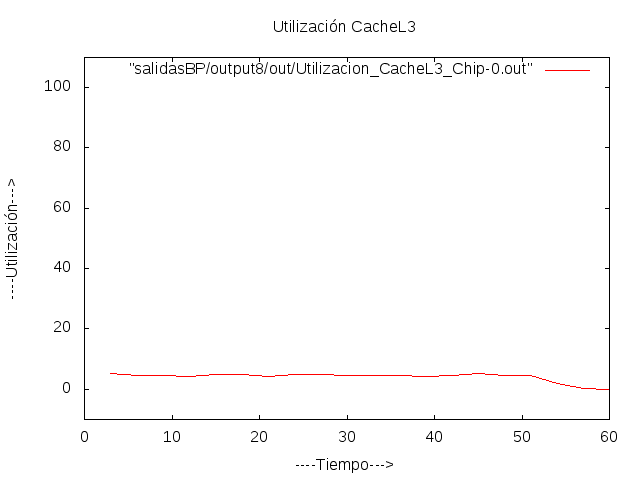 Utilización CacheL3
"salidasBP/output8/out/Utilizacion_CacheL3_Chip-0.out"
100
80
60
40
20
0
----Utilización--->
0 10 20 30 40 50 60
----Tiempo--->